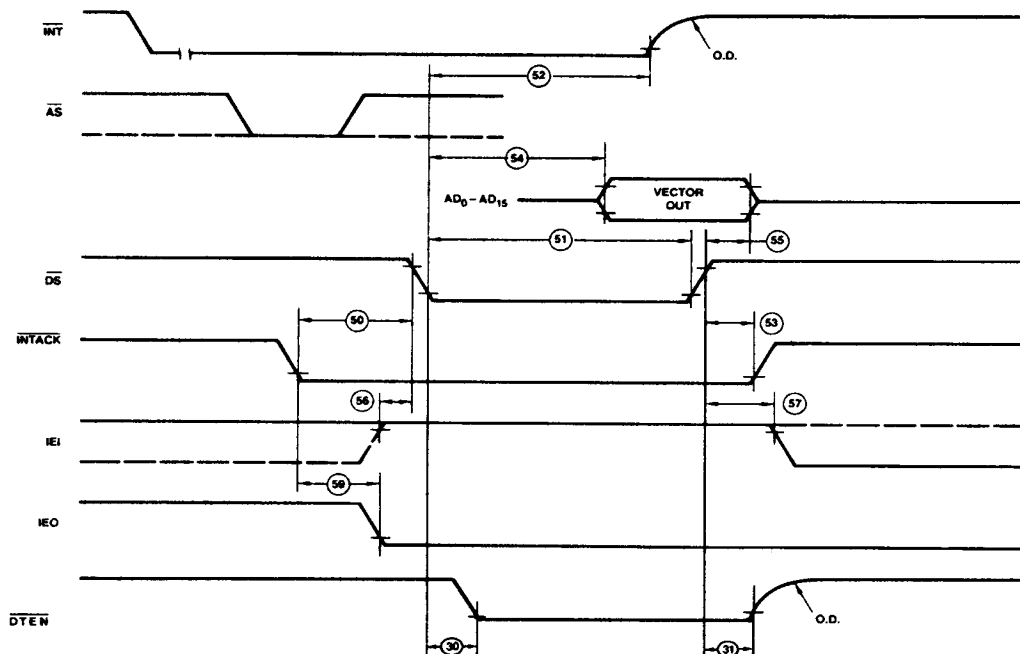 INT
O.D.
52
AS
54
AD0–AD15
VECTOR
OUT
51
55
DS
50
53
INTACK
56
57
IEI
59
IEO
DTEN
O.D.
30
31